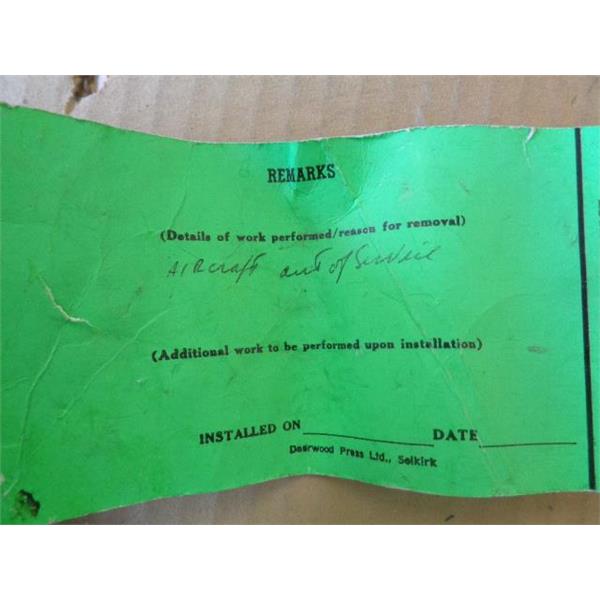 REMARKS
(Details of work performed/reason for removal)
AIRcraft out of Service
(Additional work to be performed upon installation)
INSTALLED ON DATE
Deerwood Press Ltd., Selkirk